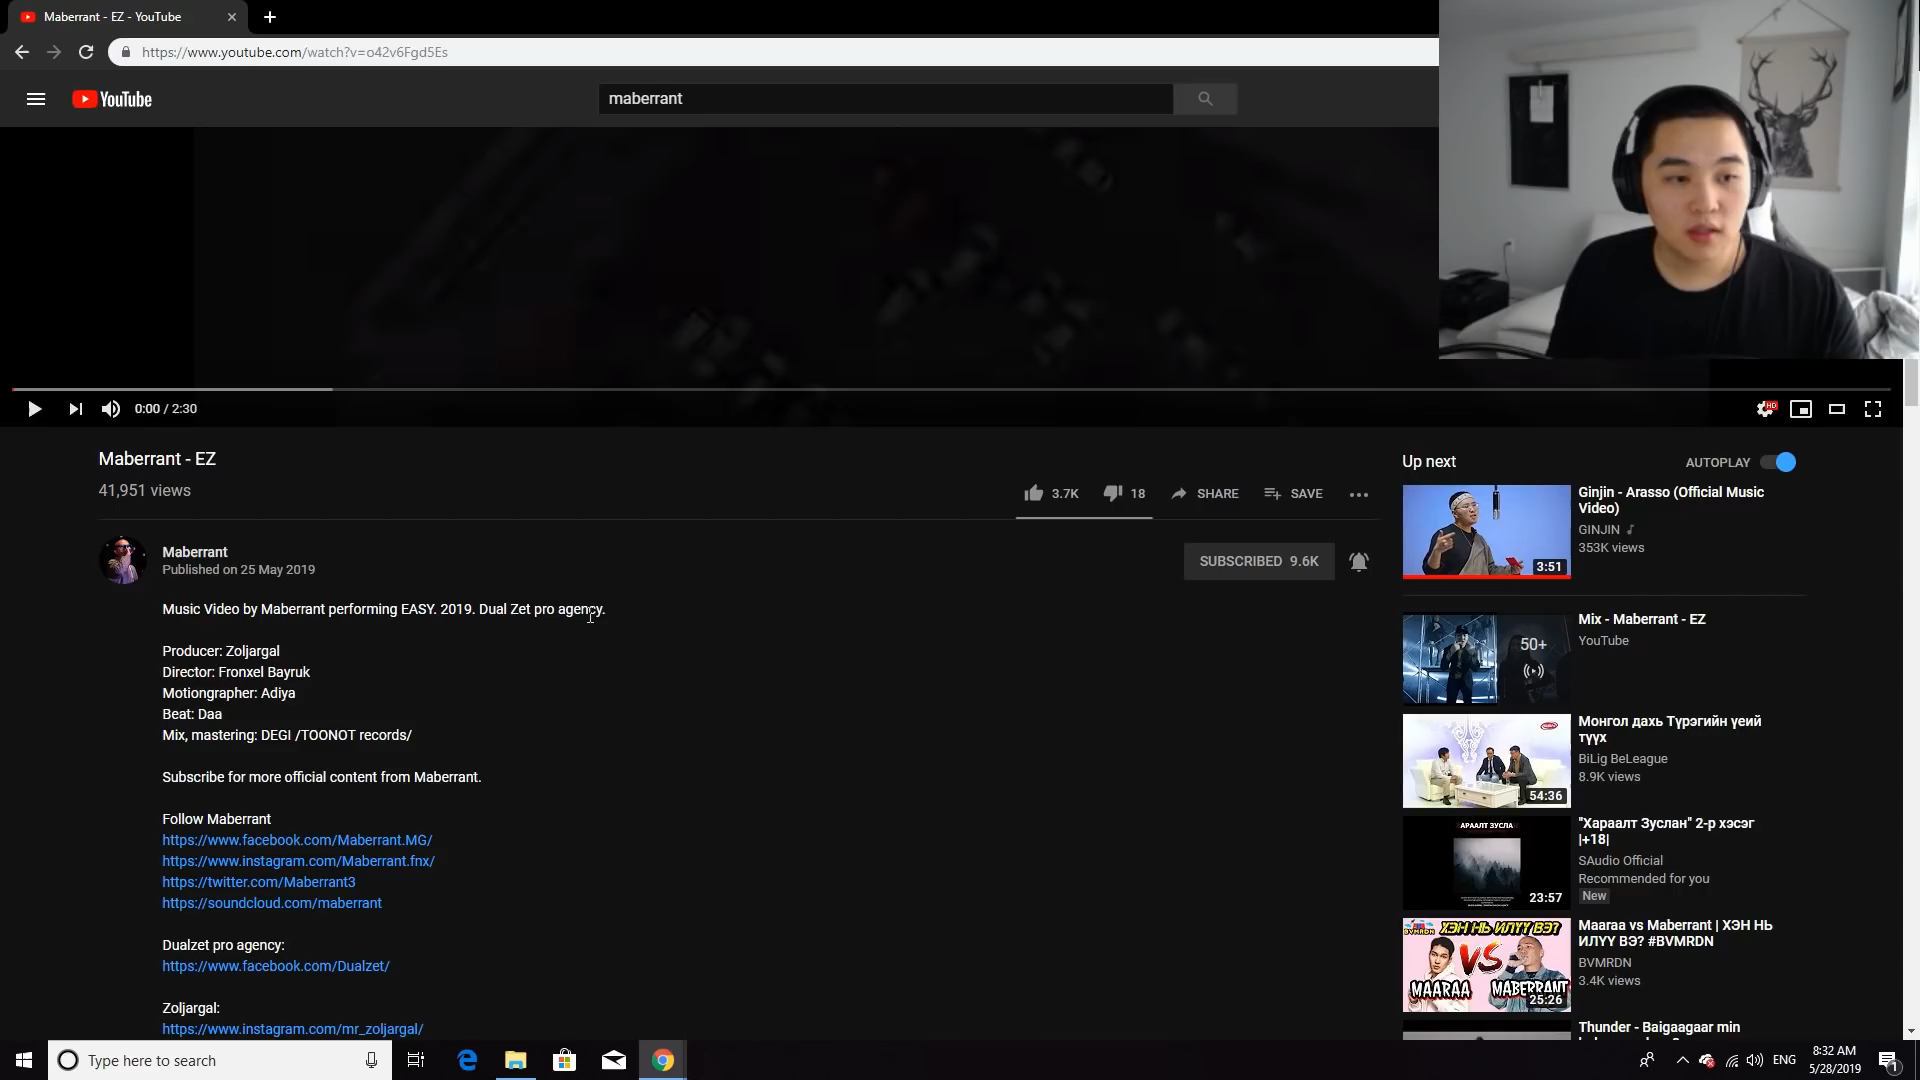 Maberrant - EZ - YouTube
https://www.youtube.com/watch?v=o42v6Fgd5Es
YouTube
maberrant
0:00 / 2:30
HD
Maberrant - EZ
41,951 views
3.7K
18
SHARE
SAVE
Maberrant
Published on 25 May 2019
SUBSCRIBED 9.6K
Music Video by Maberrant performing EASY. 2019. Dual Zet pro agency.
Producer: Zoljargal
Director: Fronxel Bayruk
Motiongrapher: Adiya
Beat: Daa
Mix, mastering: DEGI /TOONOT records/
Subscribe for more official content from Maberrant.
Follow Maberrant
https://www.facebook.com/Maberrant.MG/
https://www.instagram.com/Maberrant.fnx/
https://twitter.com/Maberrant3
https://soundcloud.com/maberrant
Dualzet pro agency:
https://www.facebook.com/Dualzet/
Zoljargal:
https://www.instagram.com/mr_zoljargal/
Up next
AUTOPLAY
3:51
Ginjin - Arasso (Official Music
Video)
GINJIN
353K views
50+
Mix - Maberrant - EZ
YouTube
54:36
Монгол дахь Түрэгийн үеий
түүх
BiLig BeLeague
8.9K views
АРААЛТ ЗУСЛА
23:57
"Хараалт Зуслан" 2-р хэсэг
|+18|
SAudio Official
Recommended for you
New
BVMRDN
ХЭН НЬ ИЛҮҮ ВЭ?
VS
MAARAA
MABERRANT
25:26
Maaraa vs Maberrant | ХЭН НЬ
ИЛҮҮ ВЭ? #BVMRDN
BVMRDN
3.4K views
Thunder - Baigaagaar min
Type here to search
ENG
8:32 AM
5/28/2019
1